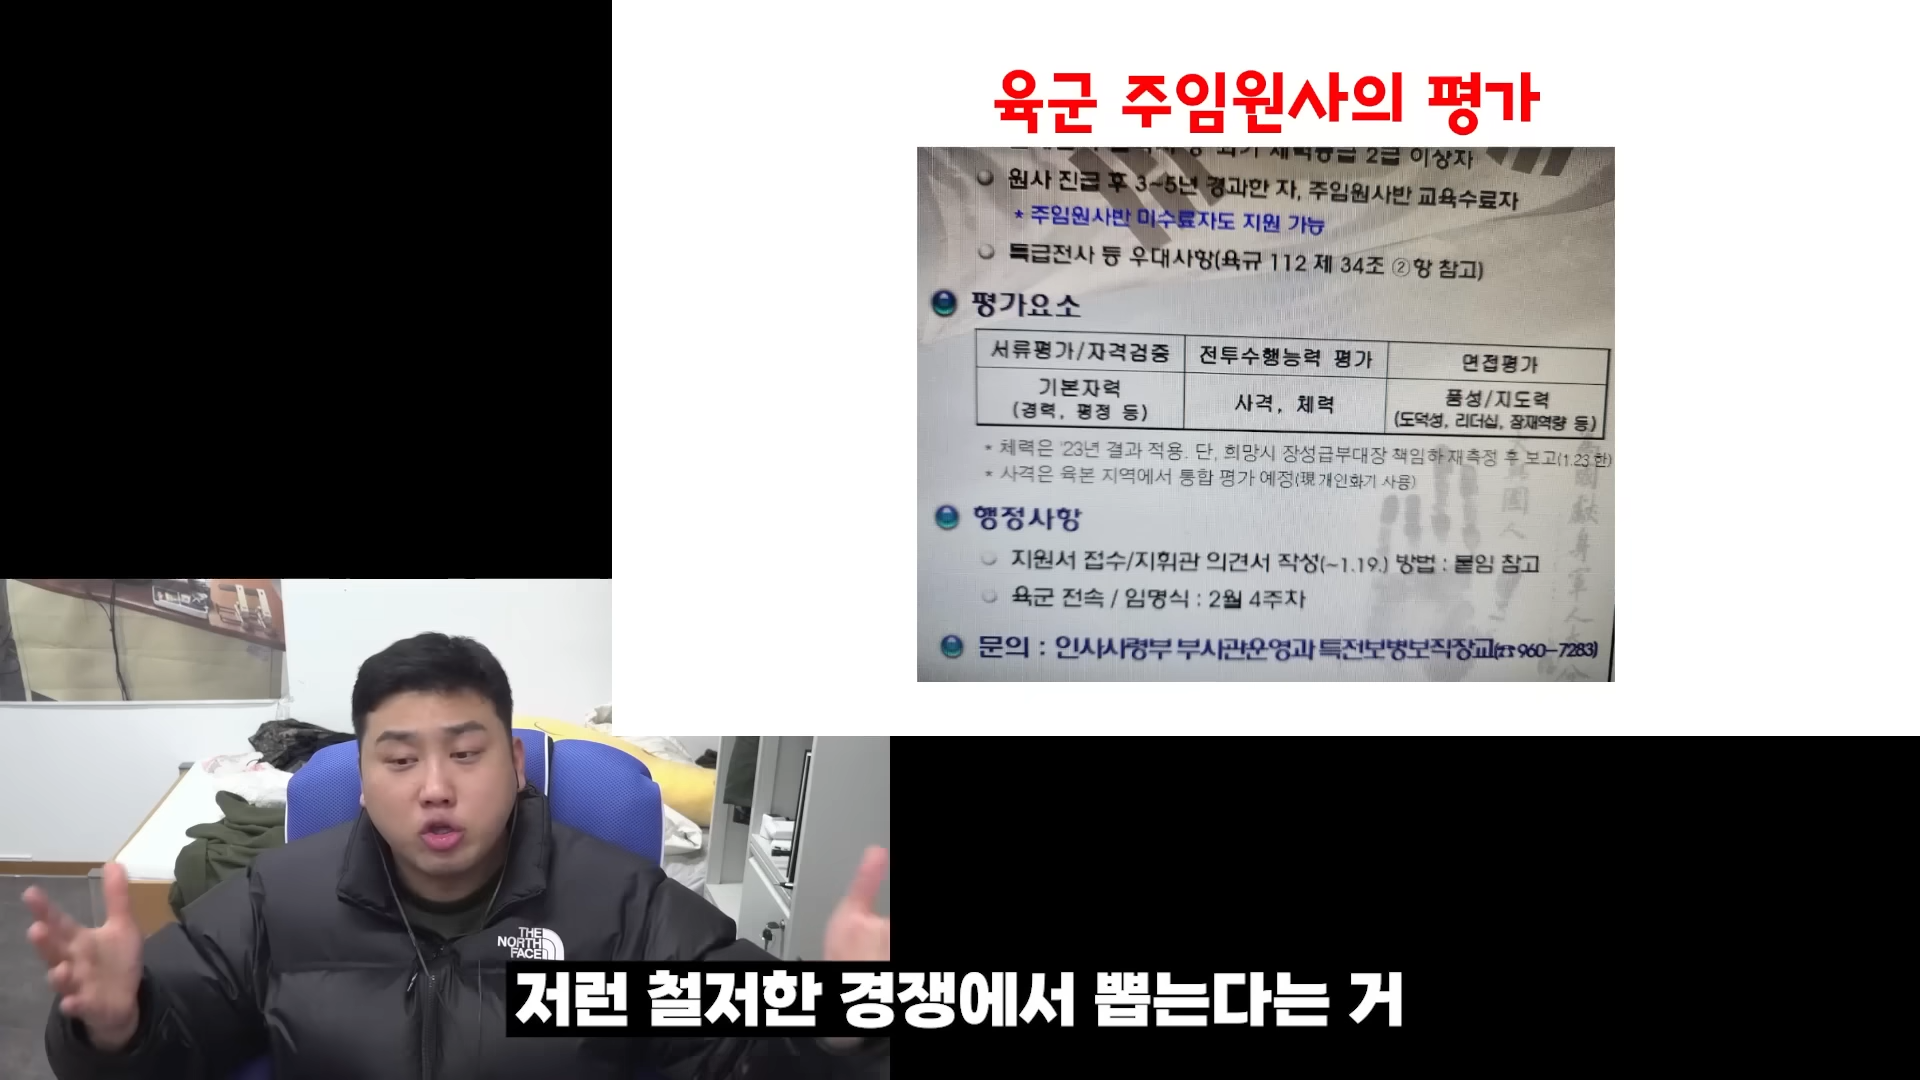 육군 주임원사의 평가
체력등급 2급 이상자
원사 진급 후 3~5년 경과한 자, 주임원사반 교육수료자
* 주임원사반 미수료자도 지원 가능
특급전사 등 우대사항(육규 112 제 34조 ②항 참고)
평가요소
서류평가/자격검증 전투수행능력 평가 면접평가
기본자력 (경력, 평정 등) 사격, 체력 품성/지도력 (도덕성, 리더십, 잠재역량 등)
* 체력은 '23년 결과 적용. 단, 희망시 장성급부대장 책임하 재측정 후 보고(1.23.한)
* 사격은 육본 지역에서 통합 평가 예정(現 개인화기 사용)
행정사항
지원서 접수/지휘관 의견서 작성(~1.19.) 방법 : 붙임 참고
육군 전속 / 임명식 : 2월 4주차
문의 : 인사사령부 부사관운영과 특전보병보직장교(☎960-7283)
THE
NORTH
FACE
저런 철저한 경쟁에서 뽑는다는 거